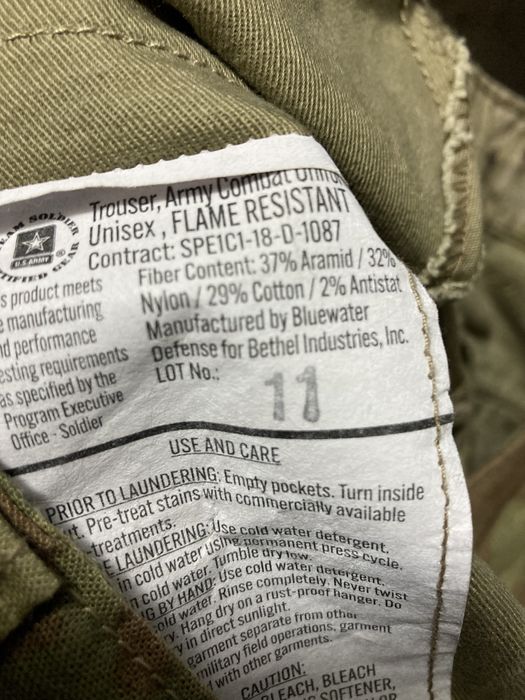 Trouser, Army Combat Uniform
Unisex , FLAME RESISTANT
Contract: SPE1C1-18-D-1087
Fiber Content: 37% Aramid / 32%
Nylon / 29% Cotton / 2% Antistat
Manufactured by Bluewater
Defense for Bethel Industries, Inc.
LOT No.: 11
SOLDIER
U.S. ARMY
GEAR
s product meets
manufacturing
performance
esting requirements
as specified by the
Program Executive
Office - Soldier
USE AND CARE
PRIOR TO LAUNDERING: Empty pockets. Turn inside
t. Pre-treat stains with commercially available
-treatments.
E LAUNDERING: Use cold water detergent,
in cold water using permanent press cycle,
in cold water. Tumble dry low.
G BY HAND: Use cold water detergent.
old water. Rinse completely. Never twist
y. Hang dry on a rust-proof hanger. Do
y in direct sunlight.
garment separate from other
military field operations, garment
d with other garments.
CAUTION:
BLEACH, BLEACH
SOFTENER,